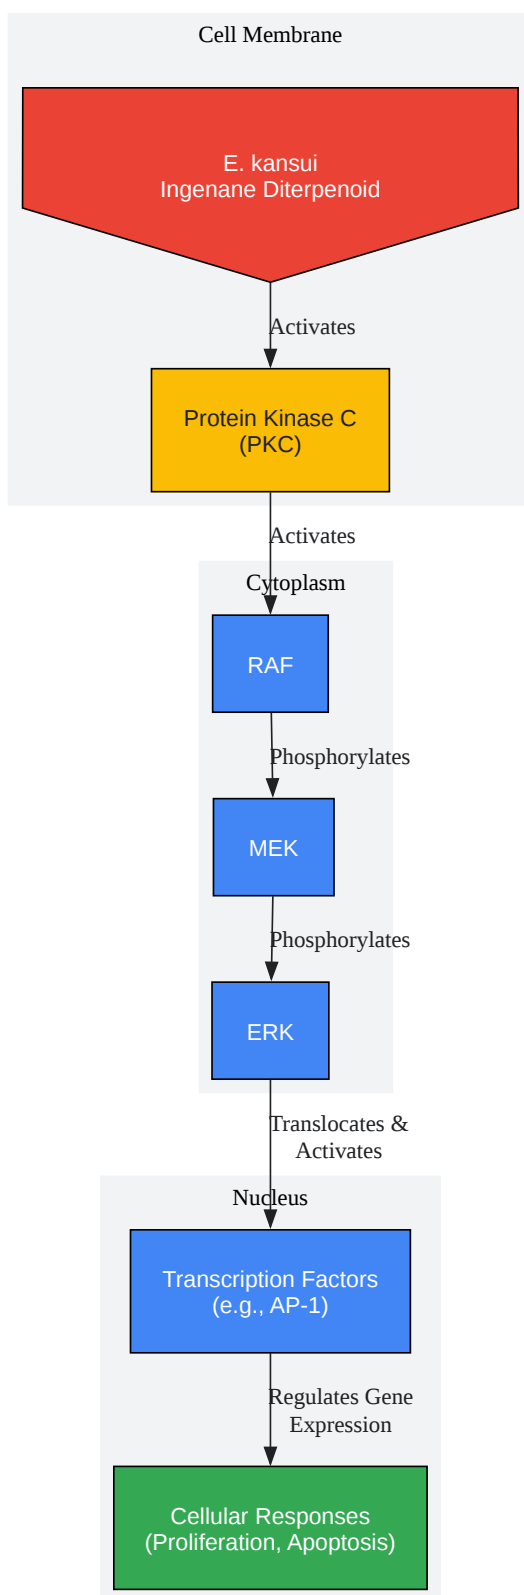 Cell Membrane
E. kansui
Ingenane Diterpenoid
Activates
Protein Kinase C
(PKC)
Activates
Cytoplasm
RAF
Phosphorylates
MEK
Phosphorylates
ERK
Translocates &
Activates
Nucleus
Transcription Factors
(e.g., AP-1)
Regulates Gene
Expression
Cellular Responses
(Proliferation, Apoptosis)